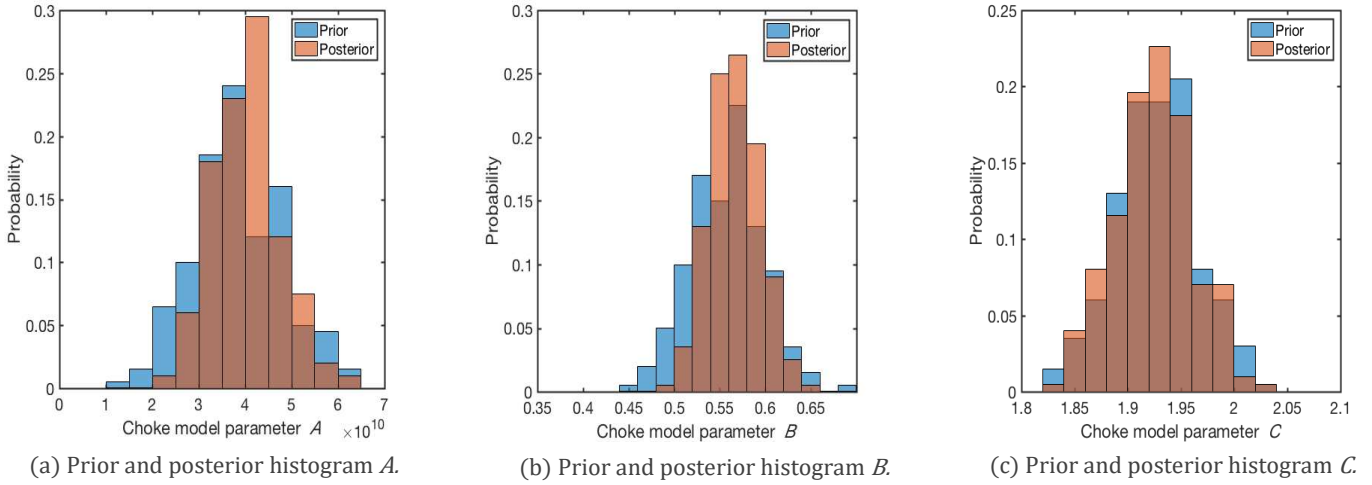 0.3
0.25
0.2
0.15
0.1
0.05
0
Probability
Prior
Posterior
0 1 2 3 4 5 6 7
Choke model parameter A ×10^10
(a) Prior and posterior histogram A.
0.3
0.25
0.2
0.15
0.1
0.05
0
Probability
Prior
Posterior
0.35 0.4 0.45 0.5 0.55 0.6 0.65
Choke model parameter B
(b) Prior and posterior histogram B.
0.25
0.2
0.15
0.1
0.05
0
Probability
Prior
Posterior
1.8 1.85 1.9 1.95 2 2.05 2.1
Choke model parameter C
(c) Prior and posterior histogram C.